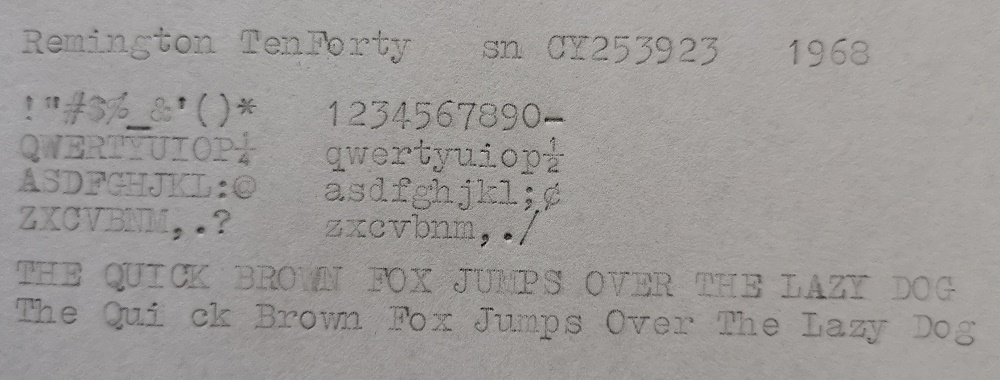 Remington TenForty sn CY253923 1968
!"#$%_&'()* 1234567890-
QWERTYUIOP¼ qwertyuiop½
ASDFGHJKL:@ asdfghjkl;¢
ZXCVBNM,.? zxcvbnm,./
THE QUICK BROWN FOX JUMPS OVER THE LAZY DOG
The Qui ck Brown Fox Jumps Over The Lazy Dog